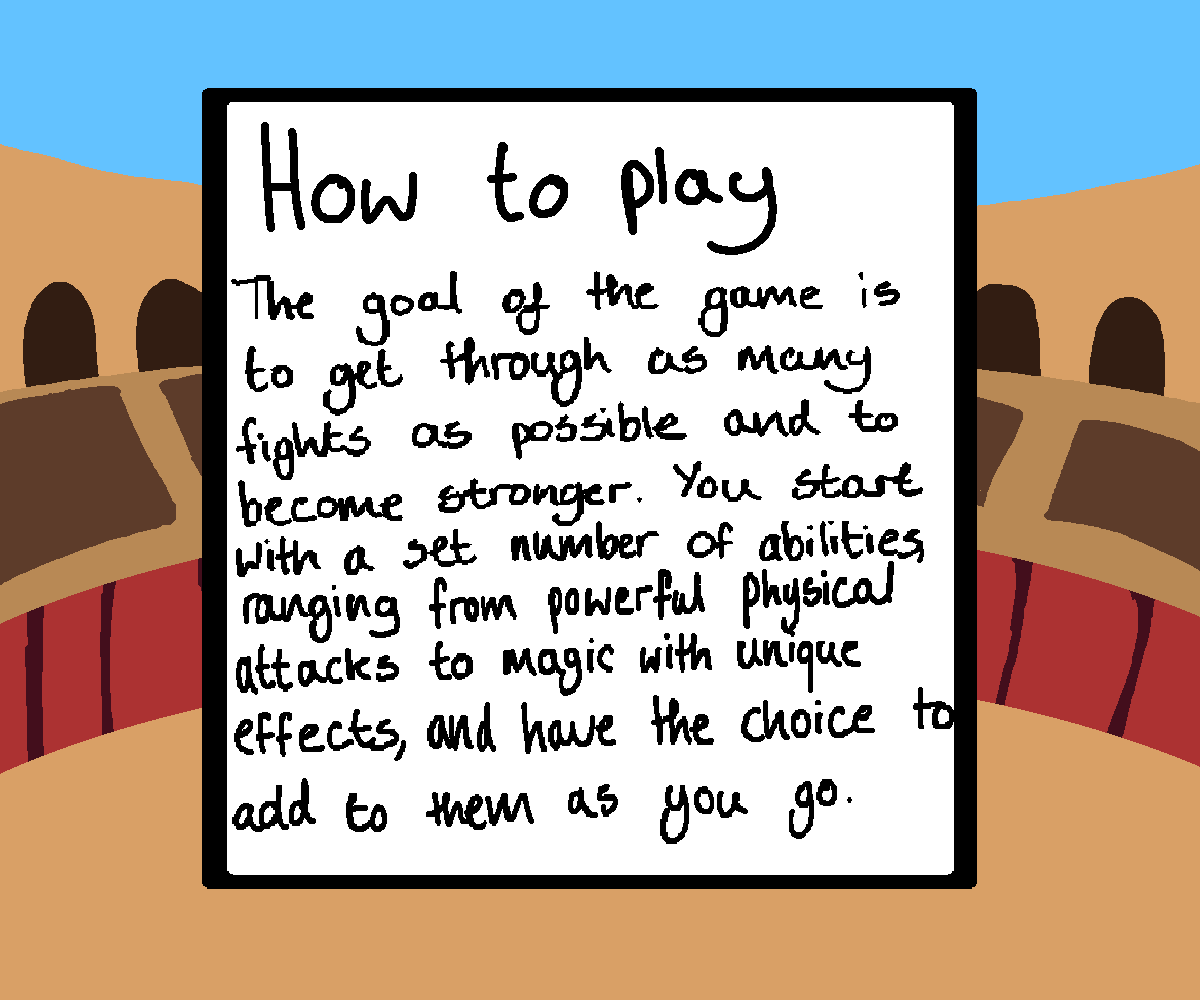 How to play
The goal of the game is
to get through as many
fights as possible and to
become stronger. You start
with a set number of abilities,
ranging from powerful physical
attacks to magic with unique
effects, and have the choice to
add to them as you go.